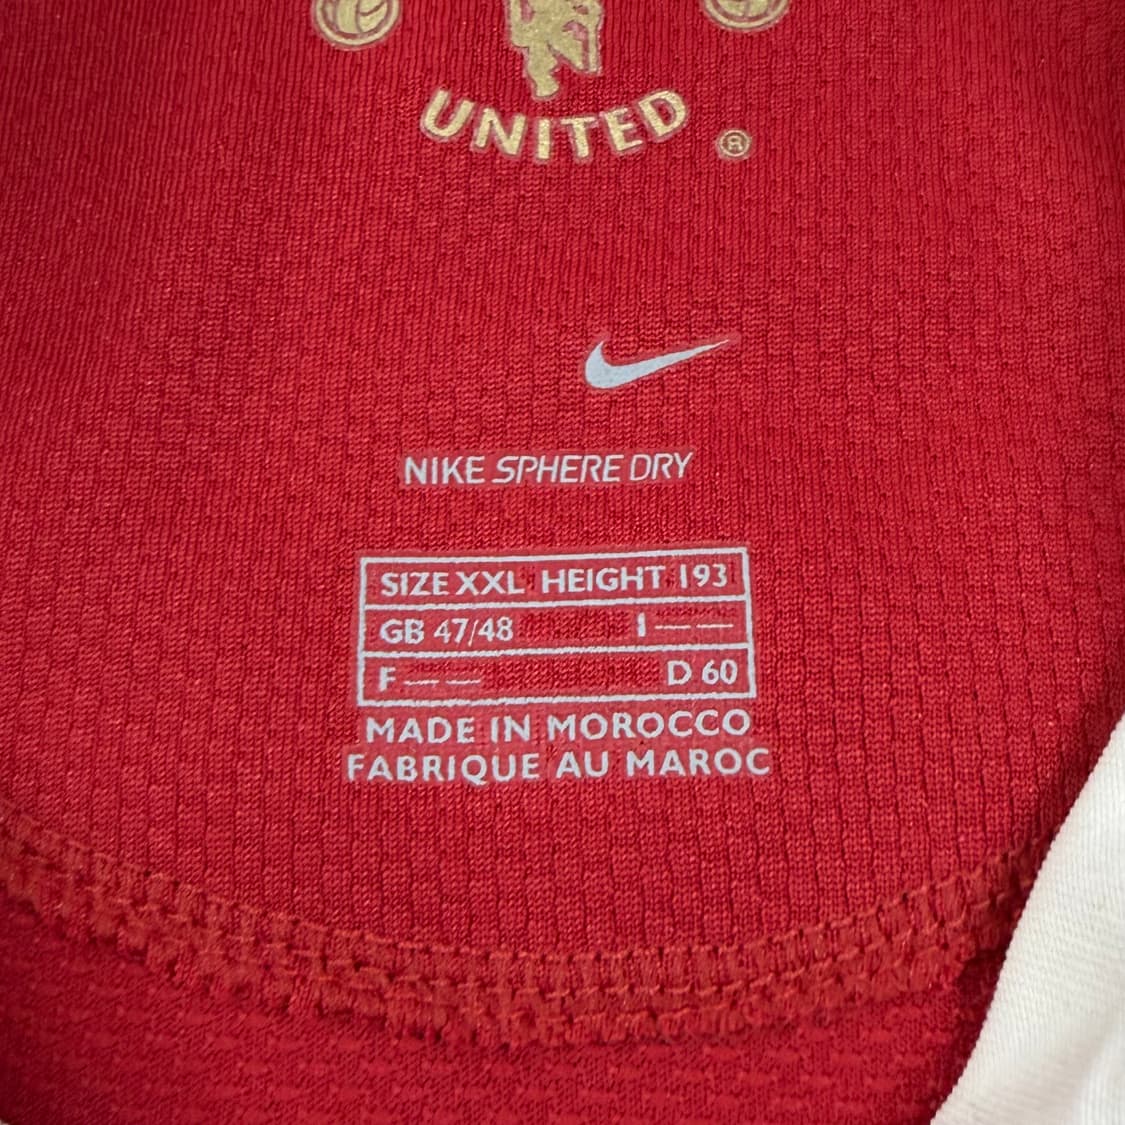 UNITED ®
NIKE SPHERE DRY
SIZE XXL HEIGHT 193
GB 47/48 I — —
F — — D 60
MADE IN MOROCCO
FABRIQUE AU MAROC